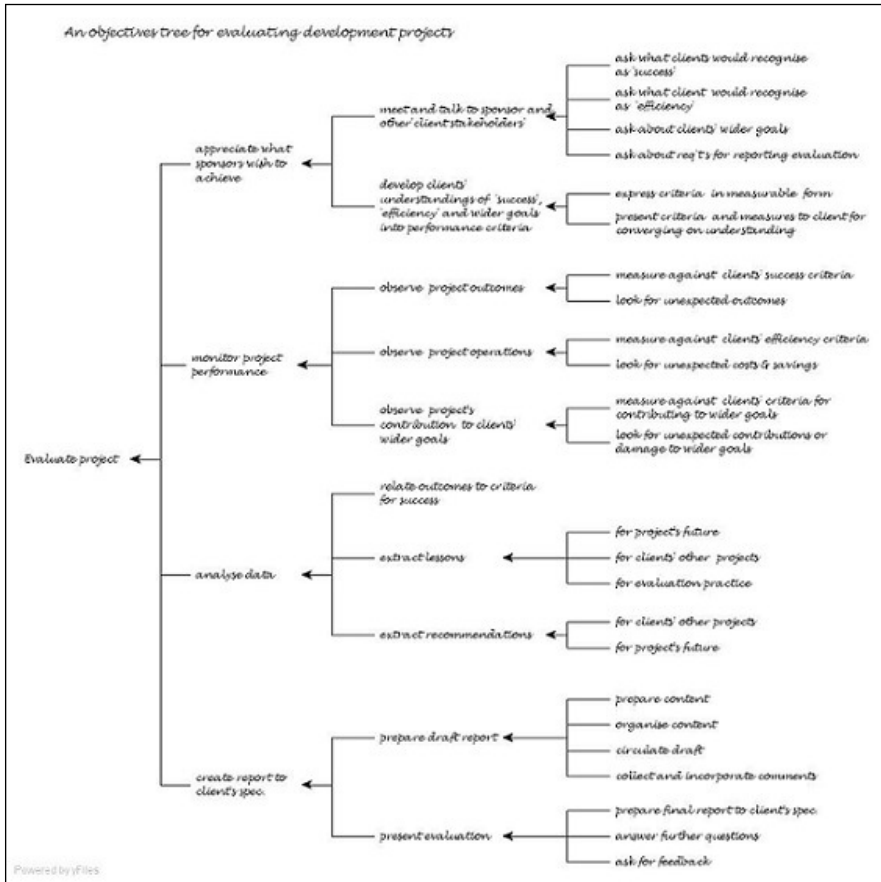 An objectives tree for evaluating development projects
ask what clients would recognise
as 'success'
ask what client would recognise
as 'efficiency'
meet and talk to sponsor and
other 'client stakeholders'
ask about clients' wider goals
appreciate what
sponsors wish to
achieve
ask about req't's for reporting evaluation
develop clients'
understandings of 'success',
'efficiency' and wider goals
into performance criteria
express criteria in measurable form
present criteria and measures to client for
converging on understanding
observe project outcomes
measure against clients' success criteria
look for unexpected outcomes
monitor project
performance
observe project operations
measure against clients' efficiency criteria
look for unexpected costs & savings
observe project's
contribution to clients'
wider goals
measure against clients' criteria for
contributing to wider goals
look for unexpected contributions or
damage to wider goals
Evaluate project
relate outcomes to criteria
for success
analyse data
extract lessons
for project's future
for clients' other projects
for evaluation practice
extract recommendations
for clients' other projects
for project's future
prepare draft report
prepare content
organise content
circulate draft
collect and incorporate comments
create report to
client's spec.
present evaluation
prepare final report to client's spec.
answer further questions
ask for feedback
Powered by yFiles